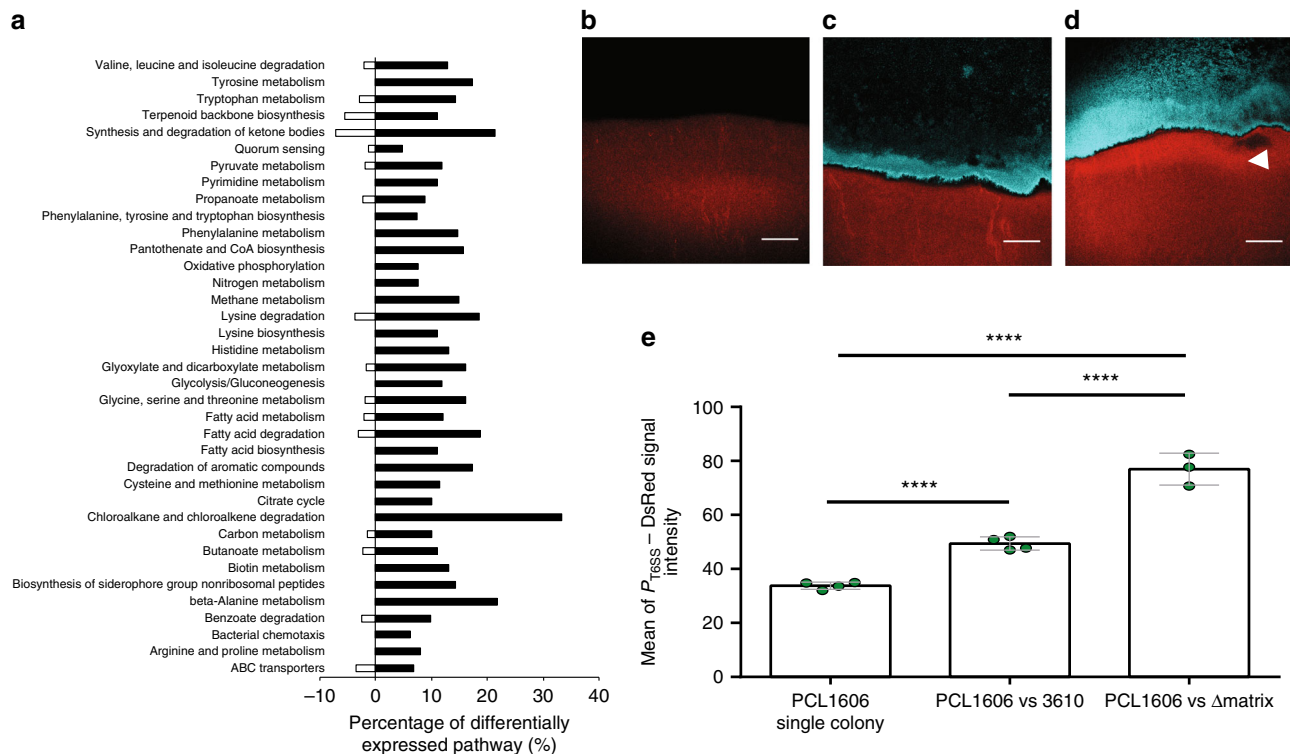 a
Valine, leucine and isoleucine degradation
Tyrosine metabolism
Tryptophan metabolism
Terpenoid backbone biosynthesis
Synthesis and degradation of ketone bodies
Quorum sensing
Pyruvate metabolism
Pyrimidine metabolism
Propanoate metabolism
Phenylalanine, tyrosine and tryptophan biosynthesis
Phenylalanine metabolism
Pantothenate and CoA biosynthesis
Oxidative phosphorylation
Nitrogen metabolism
Methane metabolism
Lysine degradation
Lysine biosynthesis
Histidine metabolism
Glyoxylate and dicarboxylate metabolism
Glycolysis/Gluconeogenesis
Glycine, serine and threonine metabolism
Fatty acid metabolism
Fatty acid degradation
Fatty acid biosynthesis
Degradation of aromatic compounds
Cysteine and methionine metabolism
Citrate cycle
Chloroalkane and chloroalkene degradation
Carbon metabolism
Butanoate metabolism
Biotin metabolism
Biosynthesis of siderophore group nonribosomal peptides
beta-Alanine metabolism
Benzoate degradation
Bacterial chemotaxis
Arginine and proline metabolism
ABC transporters
−10 0 10 20 30 40
Percentage of differentially
expressed pathway (%)
b
c
d
e
****
****
****
100
80
60
40
20
0
Mean of P_T6SS – DsRed signal
intensity
PCL1606
single colony
PCL1606 vs 3610
PCL1606 vs Δmatrix